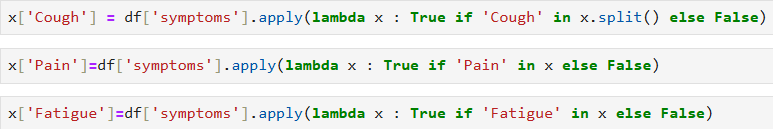 x['Cough'] = df['symptoms'].apply(lambda x : True if 'Cough' in x.split() else False)
x['Pain']=df['symptoms'].apply(lambda x : True if 'Pain' in x else False)
x['Fatigue']=df['symptoms'].apply(lambda x : True if 'Fatigue' in x else False)